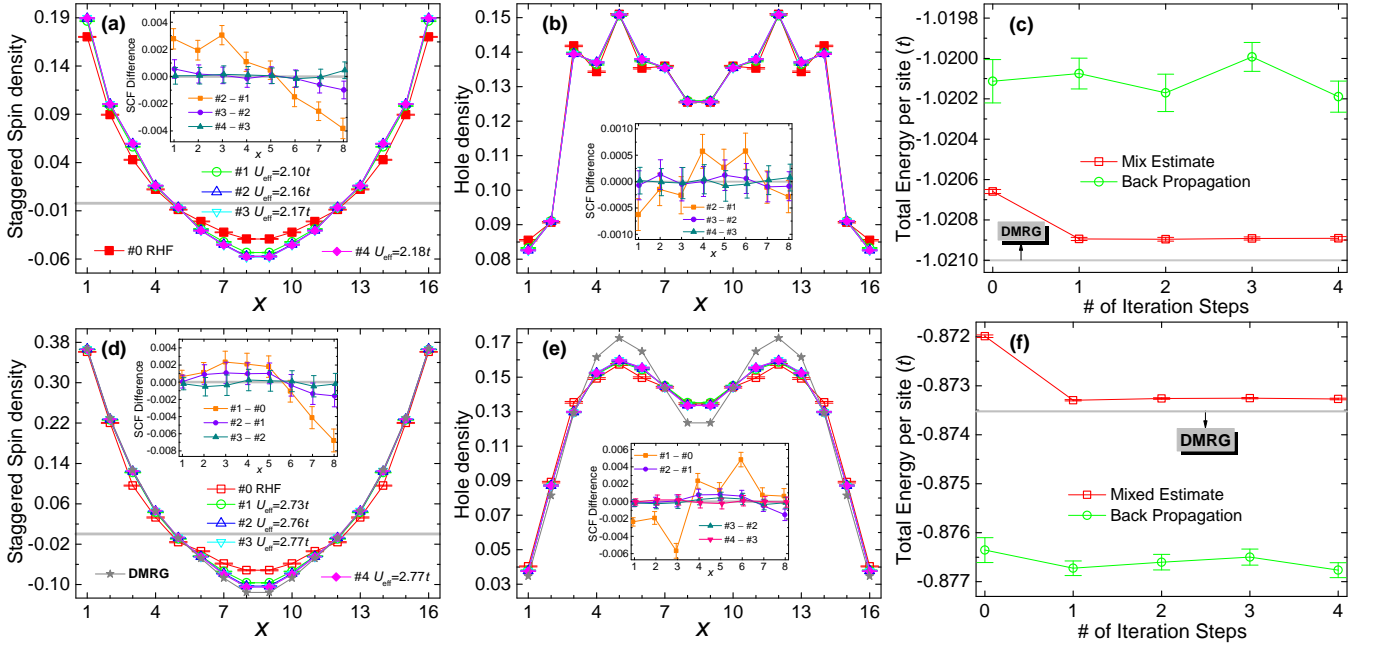 (a)
Staggered Spin density
0.19
0.14
0.09
0.04
-0.01
-0.06
1
4
7
10
13
16
x
SCF Difference
0.004
0.002
0.000
-0.002
-0.004
1 2 3 4 5 6 7 8
x
#2 – #1
#3 – #2
#4 – #3
#0 RHF
#1 Ueff=2.10t
#2 Ueff=2.16t
#3 Ueff=2.17t
#4 Ueff=2.18t
(b)
Hole density
0.15
0.14
0.13
0.12
0.11
0.10
0.09
0.08
1
4
7
10
13
16
x
SCF Difference
0.0010
0.0005
0.0000
-0.0005
-0.0010
1 2 3 4 5 6 7 8
x
#2 – #1
#3 – #2
#4 – #3
(c)
Total Energy per site (t)
-1.0198
-1.0200
-1.0202
-1.0204
-1.0206
-1.0208
-1.0210
0
1
2
3
4
# of Iteration Steps
Mix Estimate
Back Propagation
DMRG
(d)
Staggered Spin density
0.38
0.30
0.22
0.14
0.06
-0.02
-0.10
1
4
7
10
13
16
x
SCF Difference
0.006
0.004
0.002
0.000
-0.002
-0.004
-0.006
-0.008
1 2 3 4 5 6 7 8
x
#1 – #0
#2 – #1
#3 – #2
#0 RHF
#1 Ueff=2.73t
#2 Ueff=2.76t
#3 Ueff=2.77t
DMRG
#4 Ueff=2.77t
(e)
Hole density
0.17
0.15
0.13
0.11
0.09
0.07
0.05
0.03
1
4
7
10
13
16
x
SCF Difference
0.006
0.004
0.002
0.000
-0.002
-0.004
-0.006
1 2 3 4 5 6 7 8
x
#1 – #0
#2 – #1
#3 – #2
#4 – #3
(f)
Total Energy per site (t)
-0.872
-0.873
-0.874
-0.875
-0.876
-0.877
0
1
2
3
4
# of Iteration Steps
DMRG
Mixed Estimate
Back Propagation